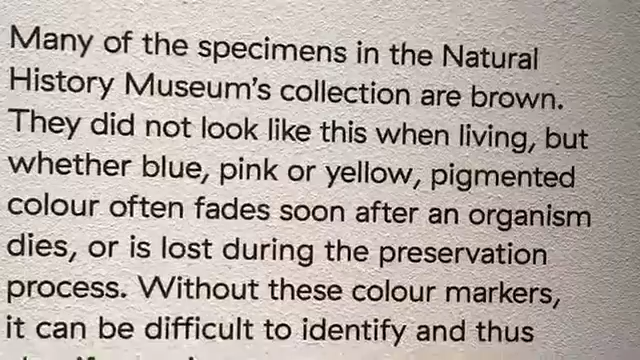 Many of the specimens in the Natural
History Museum's collection are brown.
They did not look like this when living, but
whether blue, pink or yellow, pigmented
colour often fades soon after an organism
dies, or is lost during the preservation
process. Without these colour markers,
it can be difficult to identify and thus